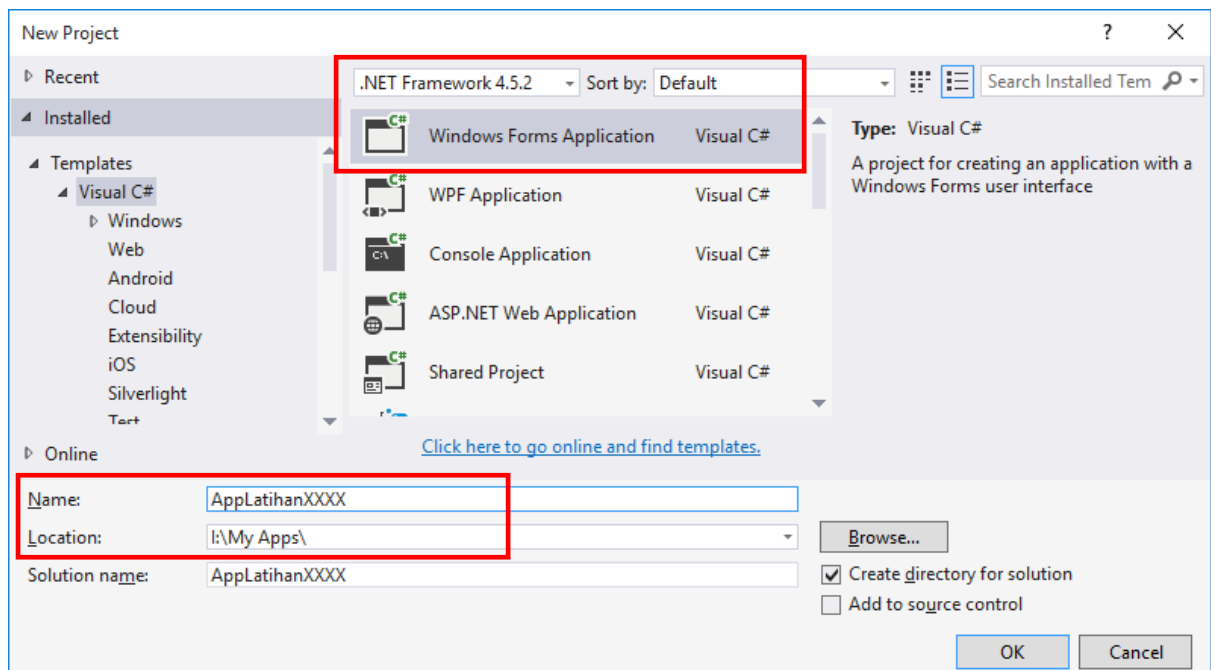 New Project
?
Recent
.NET Framework 4.5.2 Sort by: Default
Search Installed Tem
Installed
Templates
Visual C#
Windows
Web
Android
Cloud
Extensibility
iOS
Silverlight
Test
Online
C# Windows Forms Application Visual C#
C# WPF Application Visual C#
C# Console Application Visual C#
C:\
C# ASP.NET Web Application Visual C#
C# Shared Project Visual C#
Click here to go online and find templates.
Type: Visual C#
A project for creating an application with a
Windows Forms user interface
Name: AppLatihanXXXX
Location: I:\My Apps\
Browse...
Solution name: AppLatihanXXXX
Create directory for solution
Add to source control
OK Cancel